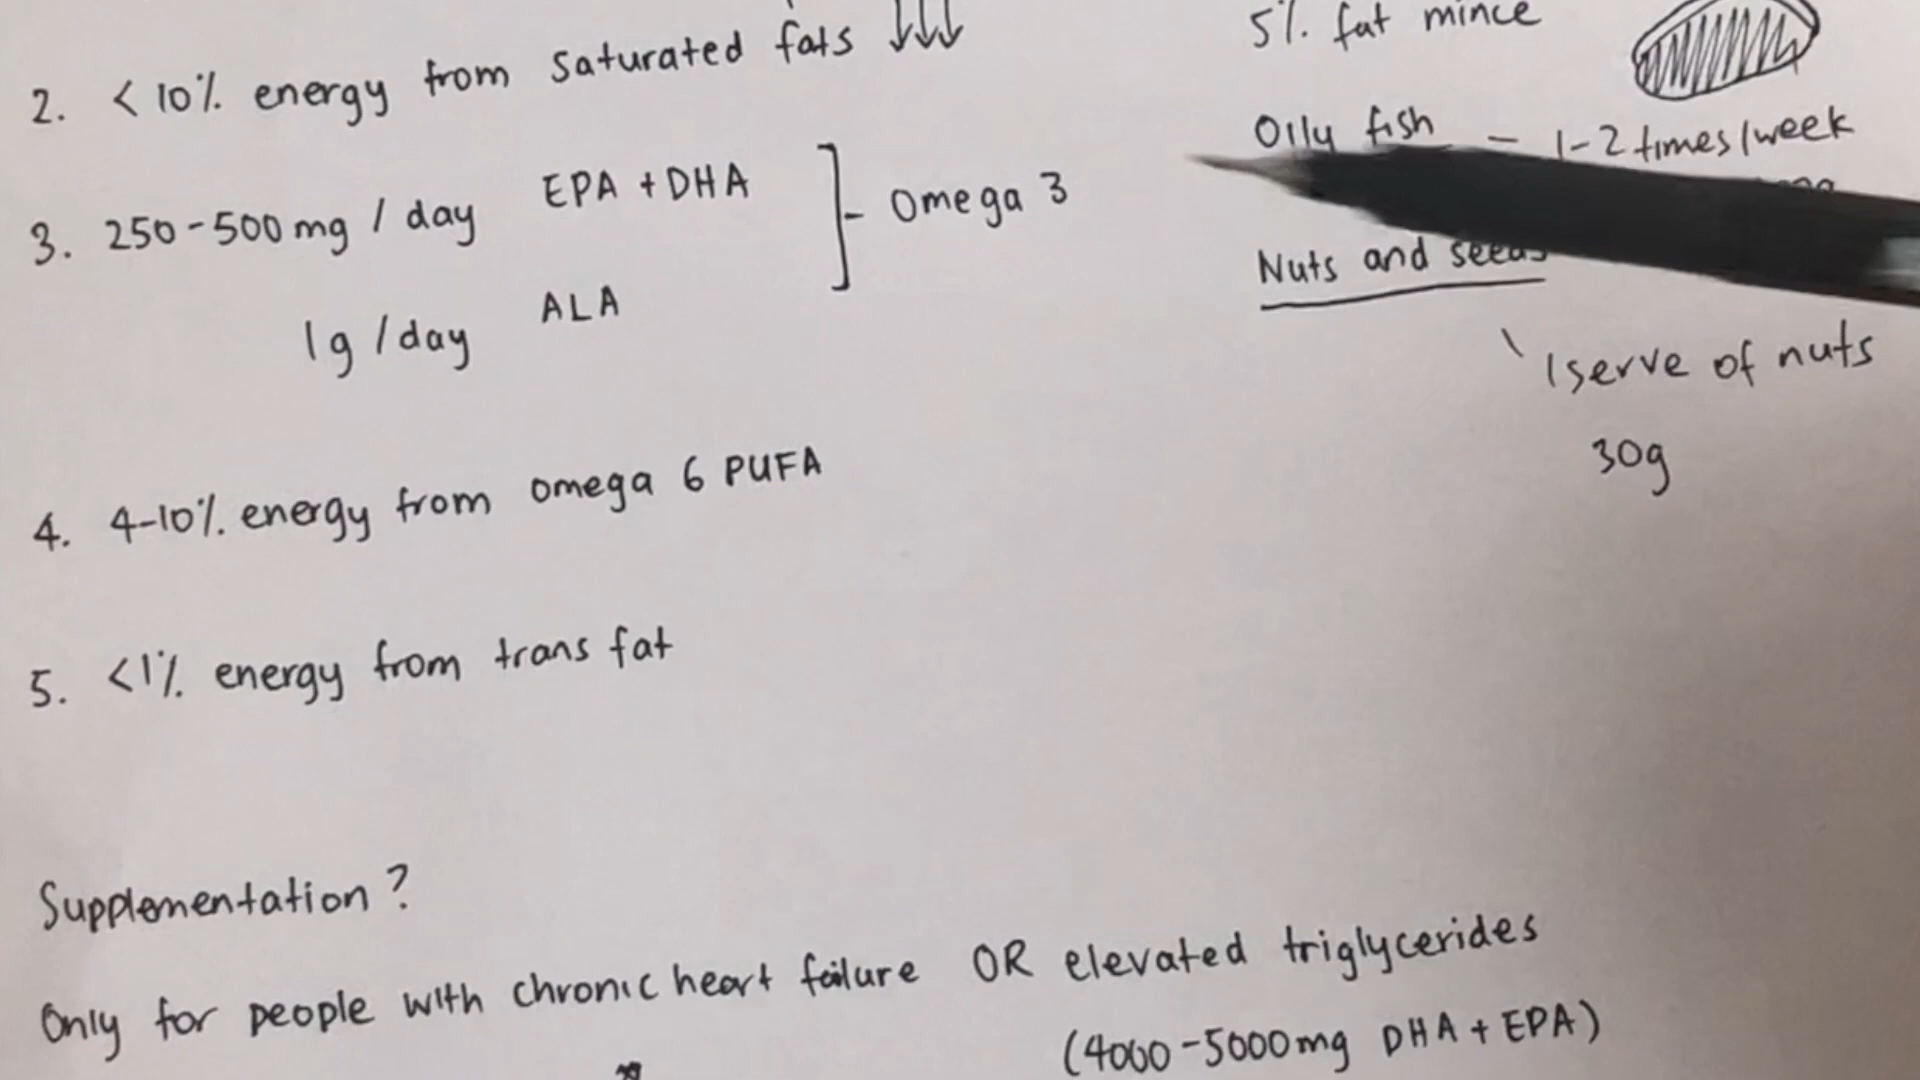 2. <10% energy from saturated fats ↓↓↓
3. 250-500mg / day EPA + DHA
1g /day ALA
Omega 3
4. 4-10% energy from omega 6 PUFA
5. <1% energy from trans fat
Supplementation?
Only for people with chronic heart failure OR elevated triglycerides
(4000-5000mg DHA + EPA)
5% fat mince
Oily fish - 1-2 times/week
Nuts and seeds
1 serve of nuts
30g